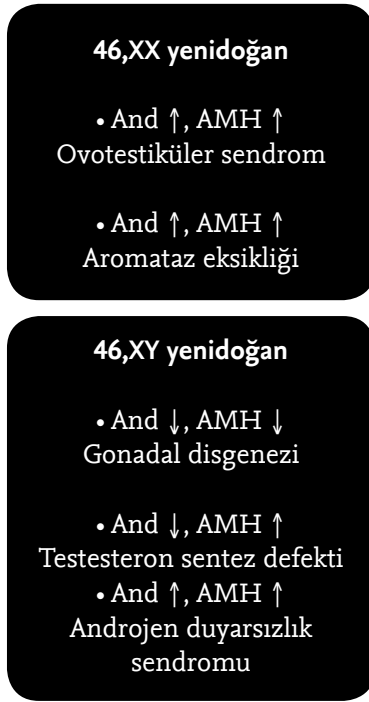 46,XX yenidoğan
• And ↑, AMH ↑
Ovotestiküler sendrom
• And ↑, AMH ↑
Aromataz eksikliği
46,XY yenidoğan
• And ↓, AMH ↓
Gonadal disgenezi
• And ↓, AMH ↑
Testesteron sentez defekti
• And ↑, AMH ↑
Androjen duyarsızlık
sendromu